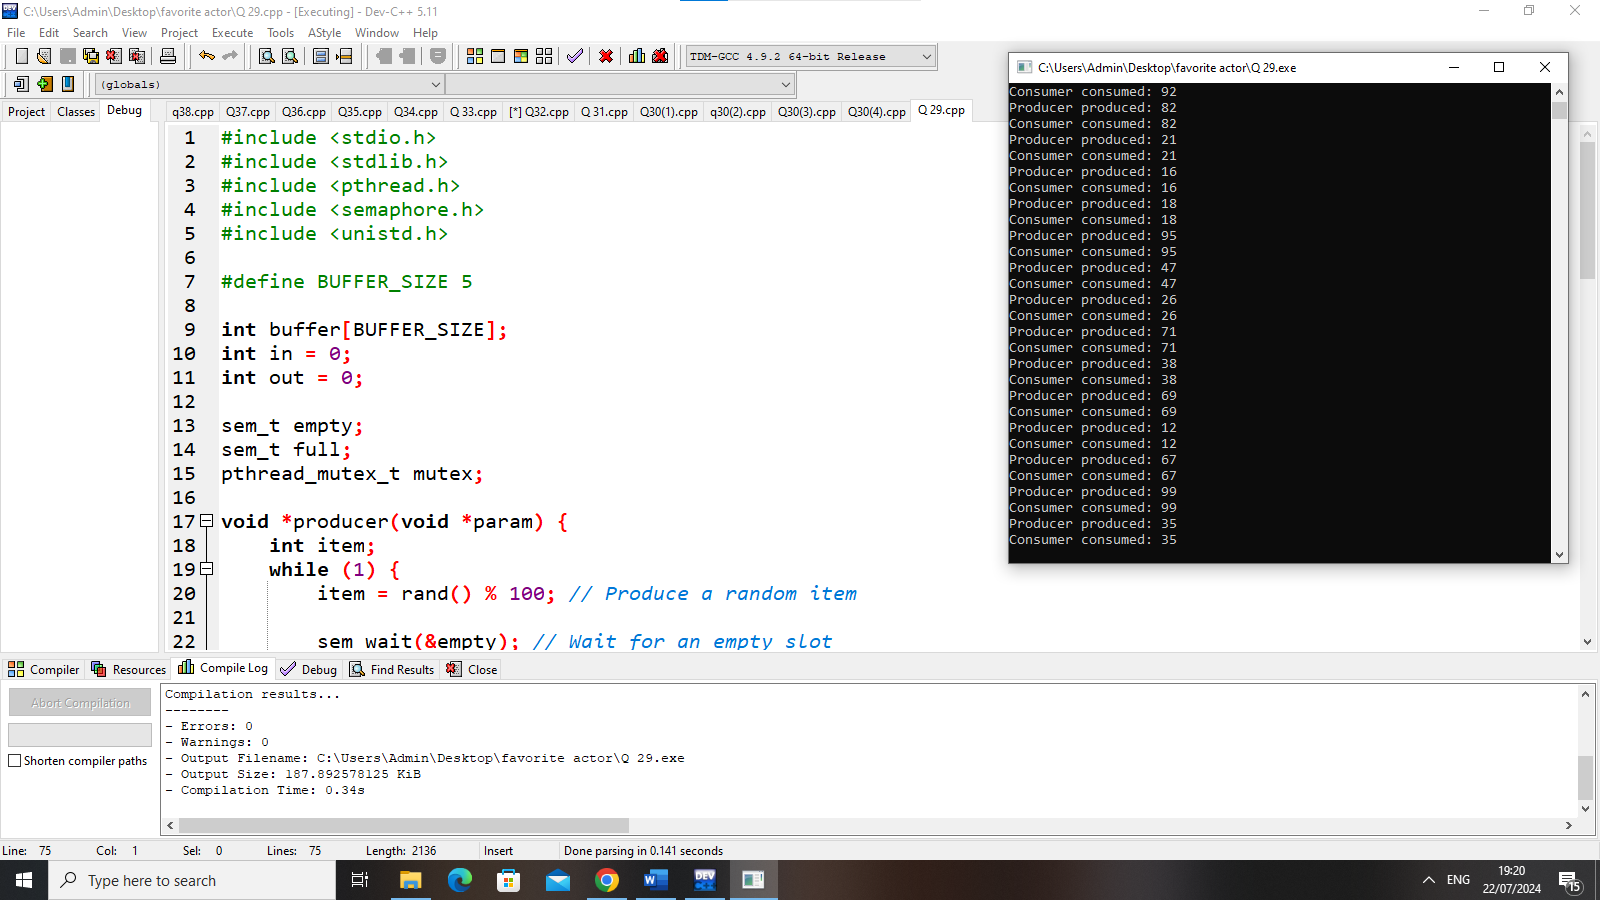 C:\Users\Admin\Desktop\favorite actor\Q 29.cpp - [Executing] - Dev-C++ 5.11
File Edit Search View Project Execute Tools AStyle Window Help
TDM-GCC 4.9.2 64-bit Release
(globals)
Project Classes Debug
q38.cpp Q37.cpp Q36.cpp Q35.cpp Q34.cpp Q 33.cpp [*] Q32.cpp Q 31.cpp Q30(1).cpp q30(2).cpp Q30(3).cpp Q30(4).cpp Q 29.cpp
1 #include <stdio.h>
2 #include <stdlib.h>
3 #include <pthread.h>
4 #include <semaphore.h>
5 #include <unistd.h>
6
7 #define BUFFER_SIZE 5
8
9 int buffer[BUFFER_SIZE];
10 int in = 0;
11 int out = 0;
12
13 sem_t empty;
14 sem_t full;
15 pthread_mutex_t mutex;
16
17 void *producer(void *param) {
18 int item;
19 while (1) {
20 item = rand() % 100; // Produce a random item
21
22 sem_wait(&empty); // Wait for an empty slot
C:\Users\Admin\Desktop\favorite actor\Q 29.exe
Consumer consumed: 92
Producer produced: 82
Consumer consumed: 82
Producer produced: 21
Consumer consumed: 21
Producer produced: 16
Consumer consumed: 16
Producer produced: 18
Consumer consumed: 18
Producer produced: 95
Consumer consumed: 95
Producer produced: 47
Consumer consumed: 47
Producer produced: 26
Consumer consumed: 26
Producer produced: 71
Consumer consumed: 71
Producer produced: 38
Consumer consumed: 38
Producer produced: 69
Consumer consumed: 69
Producer produced: 12
Consumer consumed: 12
Producer produced: 67
Consumer consumed: 67
Producer produced: 99
Consumer consumed: 99
Producer produced: 35
Consumer consumed: 35
Compiler Resources Compile Log Debug Find Results Close
Abort Compilation
Shorten compiler paths
Compilation results...
--------
- Errors: 0
- Warnings: 0
- Output Filename: C:\Users\Admin\Desktop\favorite actor\Q 29.exe
- Output Size: 187.892578125 KiB
- Compilation Time: 0.34s
Line: 75 Col: 1 Sel: 0 Lines: 75 Length: 2136 Insert Done parsing in 0.141 seconds
Type here to search
DEV
ENG
19:20
22/07/2024
15